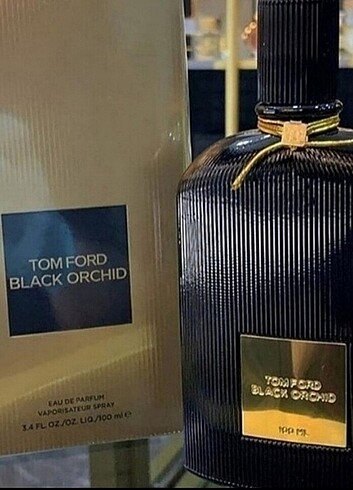 TOM FORD
BLACK ORCHID
EAU DE PARFUM
VAPORISATEUR SPRAY
3.4 FL. OZ./OZ. LIQ./100 ml ℮
TOM FORD
BLACK ORCHID
100 ML